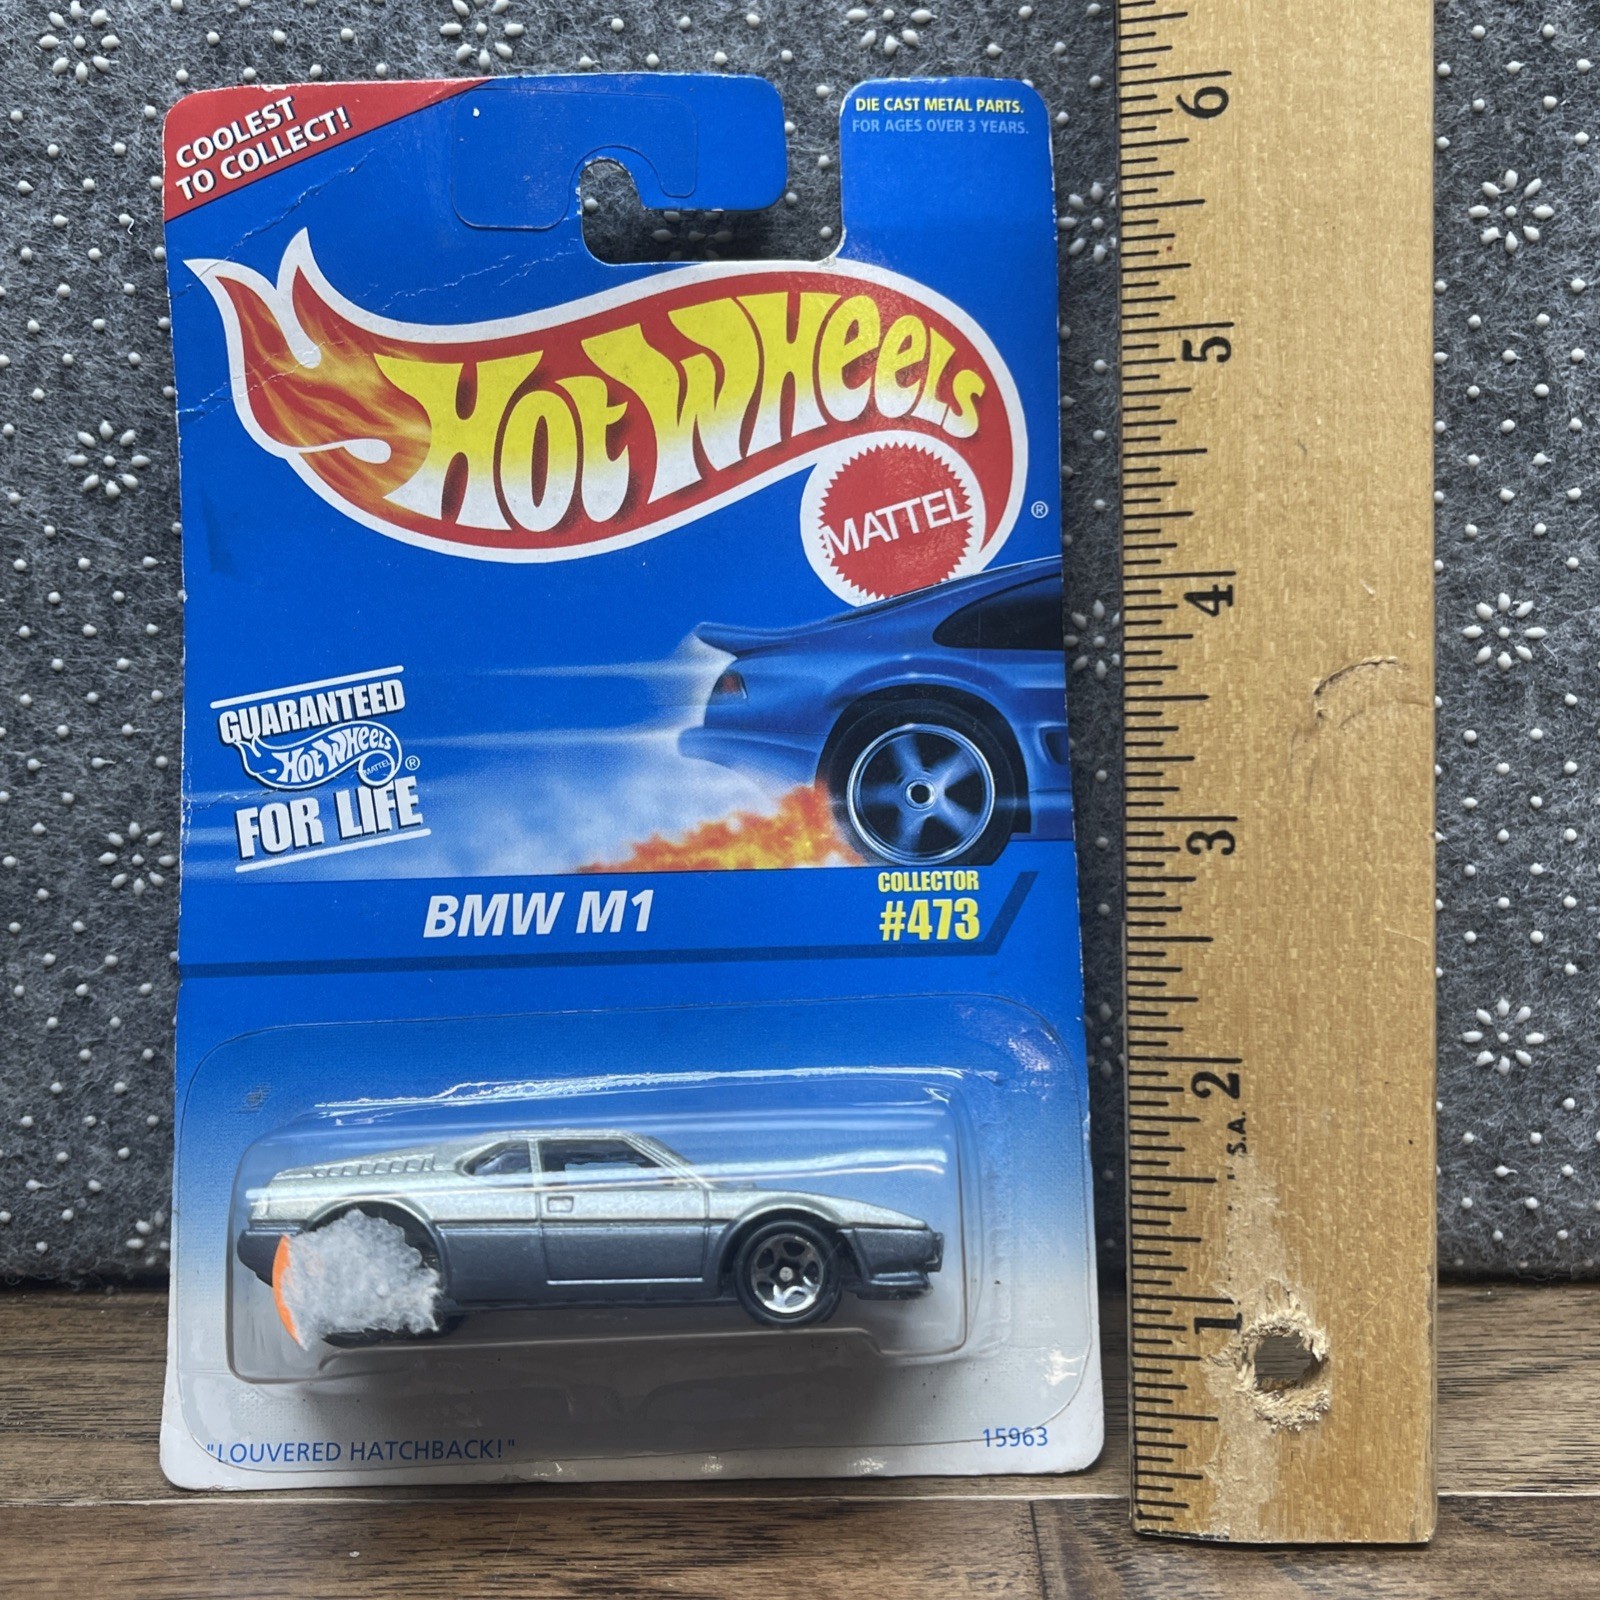 COOLEST
TO COLLECT!
DIE CAST METAL PARTS.
FOR AGES OVER 3 YEARS.
HOT WHEELS
MATTEL
®
GUARANTEED
HOT WHEELS
MATTEL
®
FOR LIFE
BMW M1
COLLECTOR
#473
"LOUVERED HATCHBACK!"
15963
6
5
4
3
2
1
S.A.